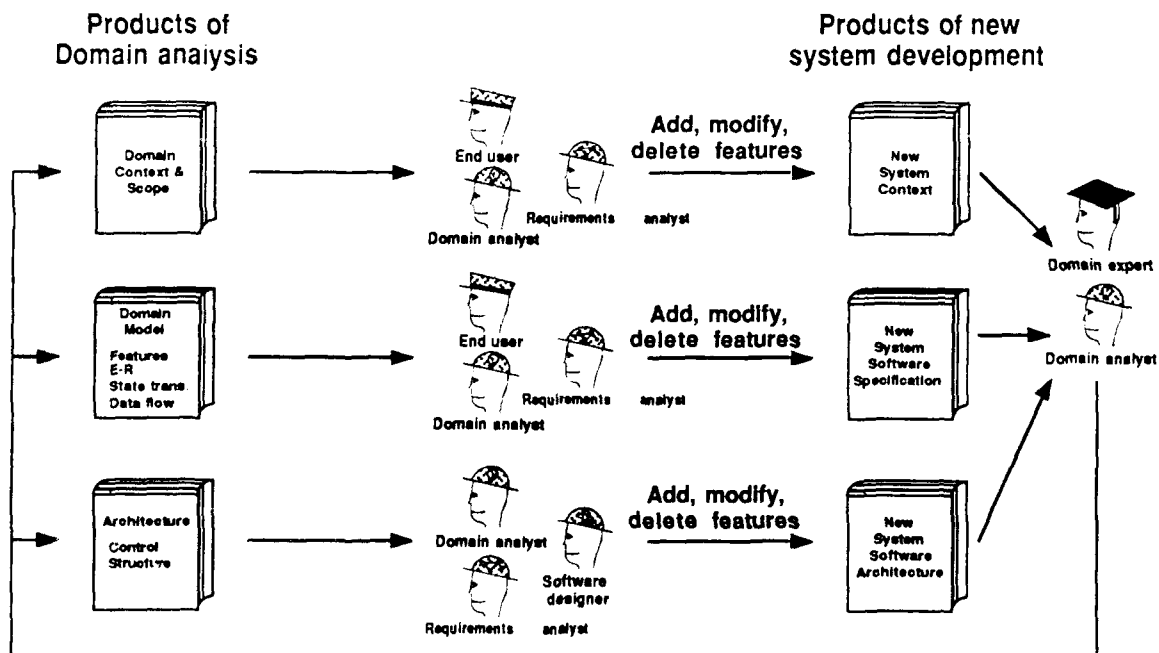 Products of
Domain analysis
Products of new
system development
Domain
Context &
Scope
End user
Domain analyst
Requirements analyst
Add, modify,
delete features
New
System
Context
Domain expert
Domain analyst
Domain
Model
Features
E-R
State trans.
Data flow
End user
Domain analyst
Requirements analyst
Add, modify,
delete features
New
System
Software
Specification
Architecture
Control
Structure
Domain analyst
Software
designer
Requirements analyst
Add, modify,
delete features
New
System
Software
Architecture